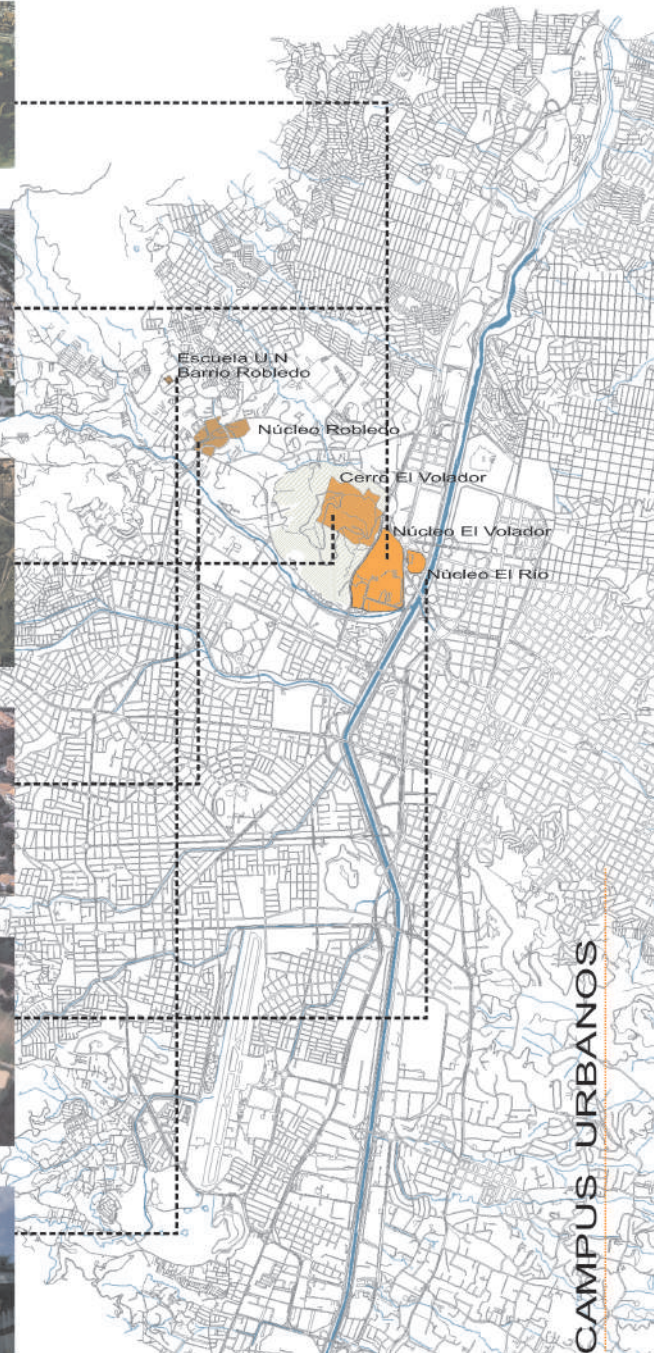 Escuela U.N
Barrio Robledo
Núcleo Robledo
Cerro El Volador
Núcleo El Volador
Núcleo El Río
CAMPUS URBANOS